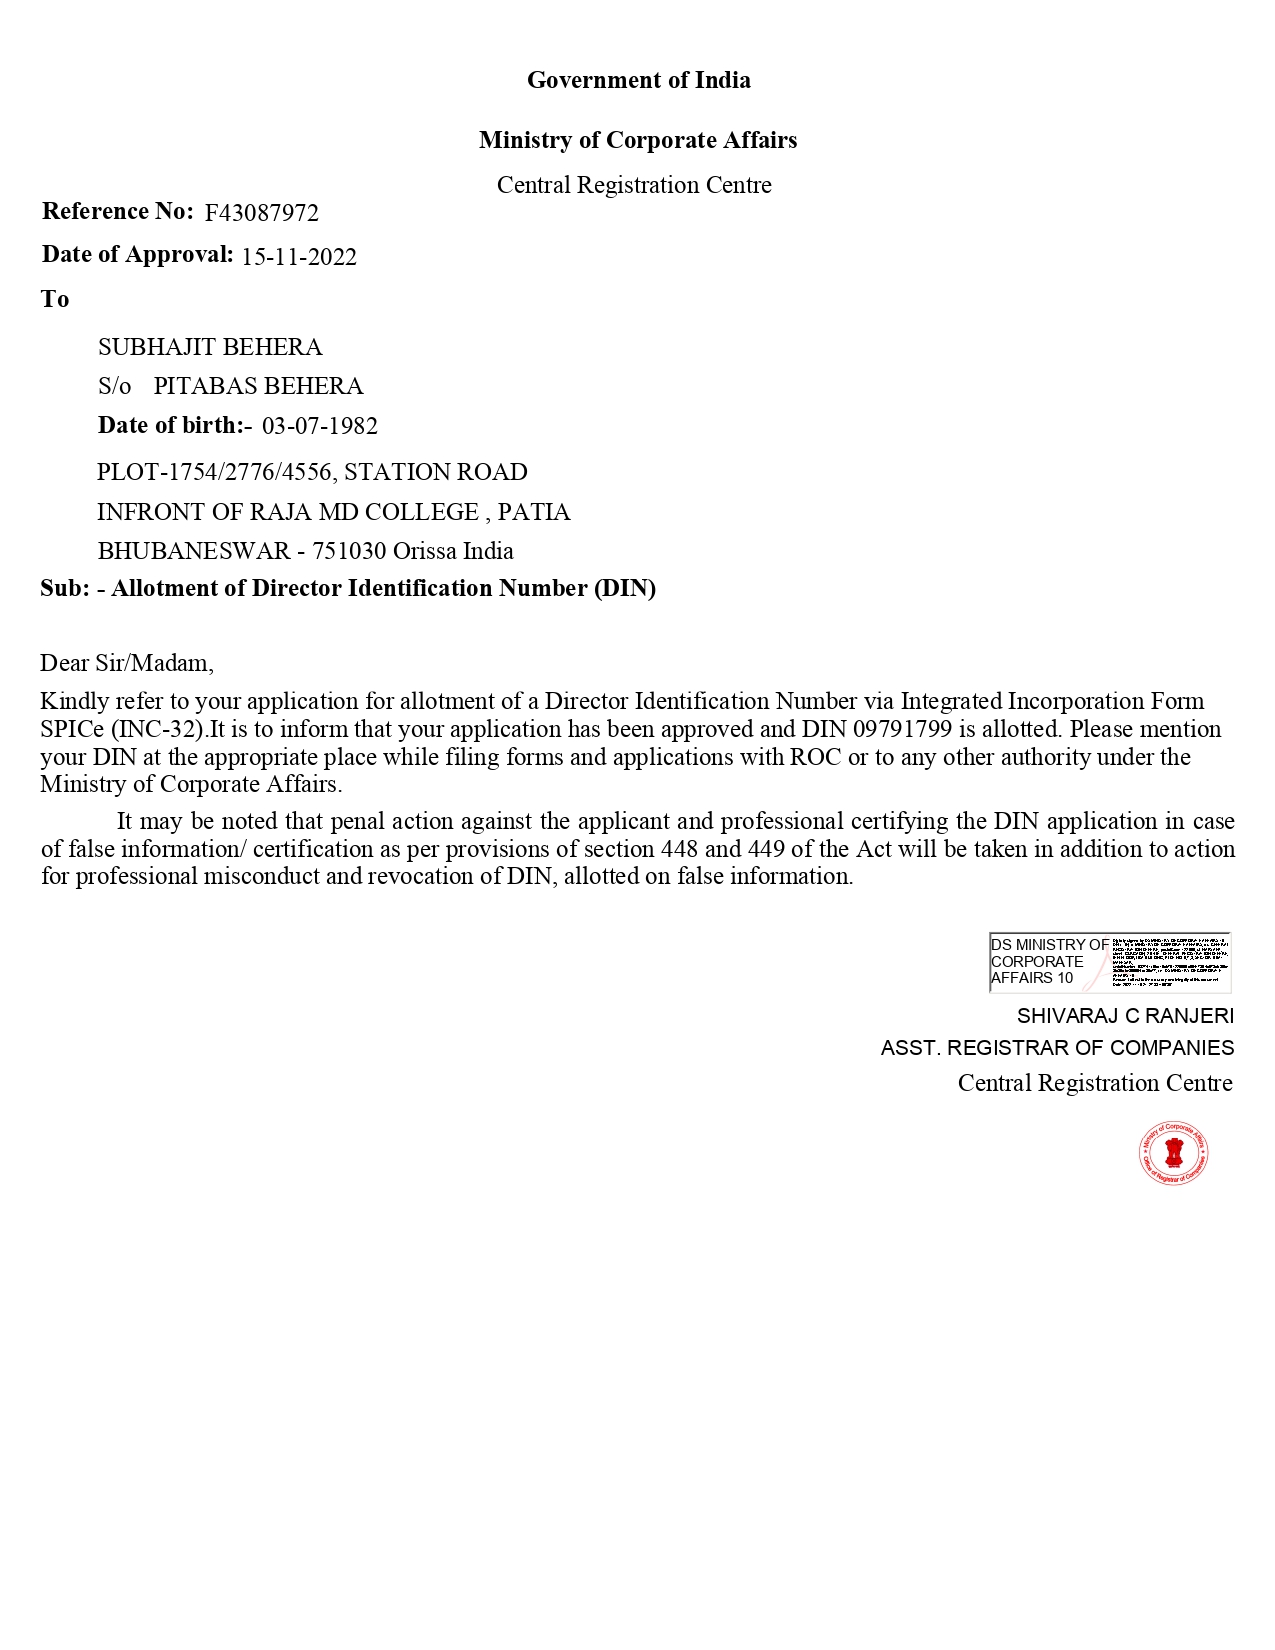 Government of India
Ministry of Corporate Affairs
Central Registration Centre
Reference No: F43087972
Date of Approval: 15-11-2022
To
SUBHAJIT BEHERA
S/o PITABAS BEHERA
Date of birth:- 03-07-1982
PLOT-1754/2776/4556, STATION ROAD
INFRONT OF RAJA MD COLLEGE , PATIA
BHUBANESWAR - 751030 Orissa India
Sub: - Allotment of Director Identification Number (DIN)
Dear Sir/Madam,
Kindly refer to your application for allotment of a Director Identification Number via Integrated Incorporation Form
SPICe (INC-32).It is to inform that your application has been approved and DIN 09791799 is allotted. Please mention
your DIN at the appropriate place while filing forms and applications with ROC or to any other authority under the
Ministry of Corporate Affairs.
It may be noted that penal action against the applicant and professional certifying the DIN application in case
of false information/ certification as per provisions of section 448 and 449 of the Act will be taken in addition to action
for professional misconduct and revocation of DIN, allotted on false information.
DS MINISTRY OF
CORPORATE
AFFAIRS 10
SHIVARAJ C RANJERI
ASST. REGISTRAR OF COMPANIES
Central Registration Centre
Ministry of Corporate Affairs
Office of Registrar of Companies